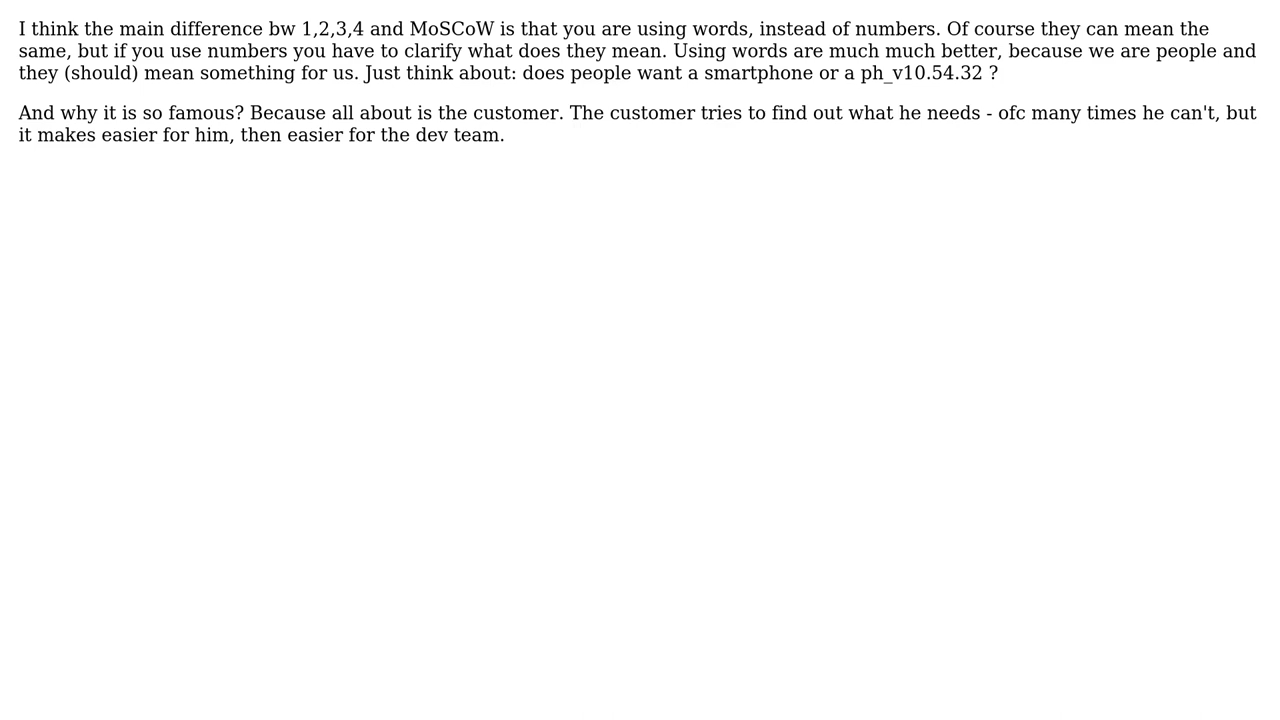 I think the main difference bw 1,2,3,4 and MoSCoW is that you are using words, instead of numbers. Of course they can mean the
same, but if you use numbers you have to clarify what does they mean. Using words are much much better, because we are people and
they (should) mean something for us. Just think about: does people want a smartphone or a ph_v10.54.32 ?
And why it is so famous? Because all about is the customer. The customer tries to find out what he needs - ofc many times he can't, but
it makes easier for him, then easier for the dev team.